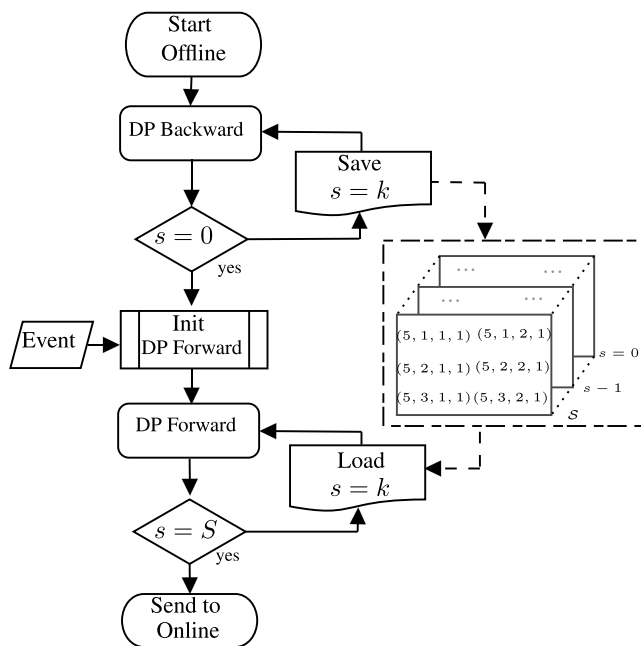 Start
Offline
DP Backward
Save
s = k
s = 0
yes
... ...
... ...
Init
DP Forward
Event
(5, 1, 1, 1) (5, 1, 2, 1)
(5, 2, 1, 1) (5, 2, 2, 1)
(5, 3, 1, 1) (5, 3, 2, 1)
s = 0
s − 1
s
DP Forward
Load
s = k
s = S
yes
Send to
Online